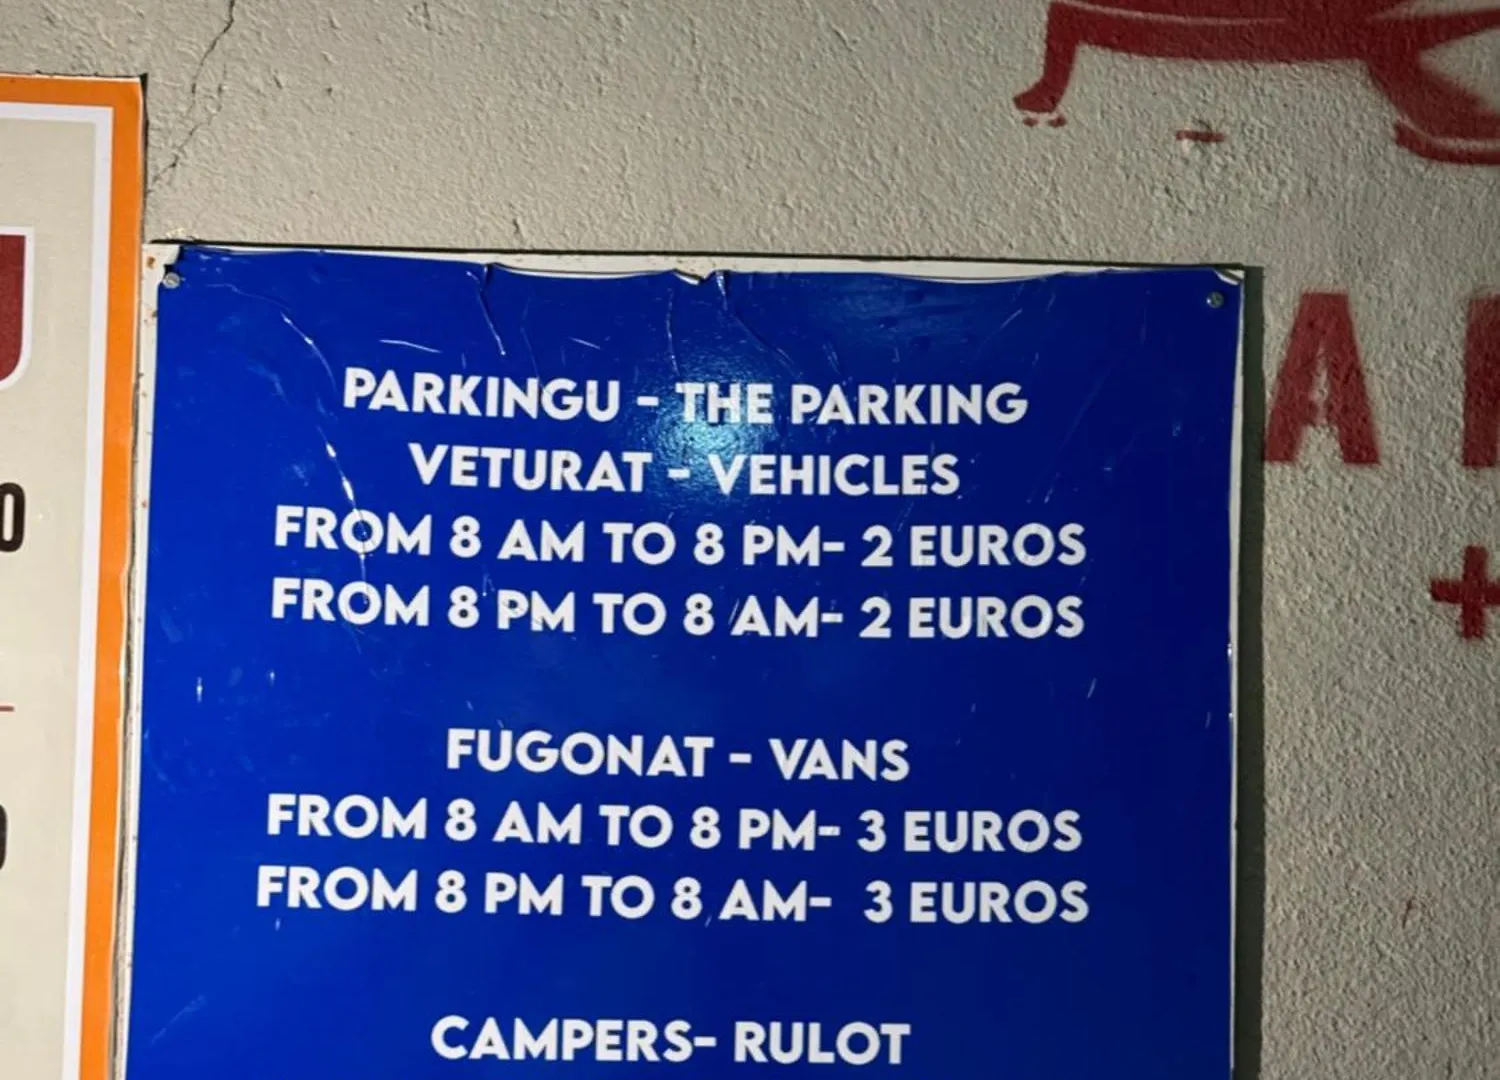 PARKINGU - THE PARKING
VETURAT - VEHICLES
FROM 8 AM TO 8 PM- 2 EUROS
FROM 8 PM TO 8 AM- 2 EUROS
FUGONAT - VANS
FROM 8 AM TO 8 PM- 3 EUROS
FROM 8 PM TO 8 AM- 3 EUROS
CAMPERS- RULOT